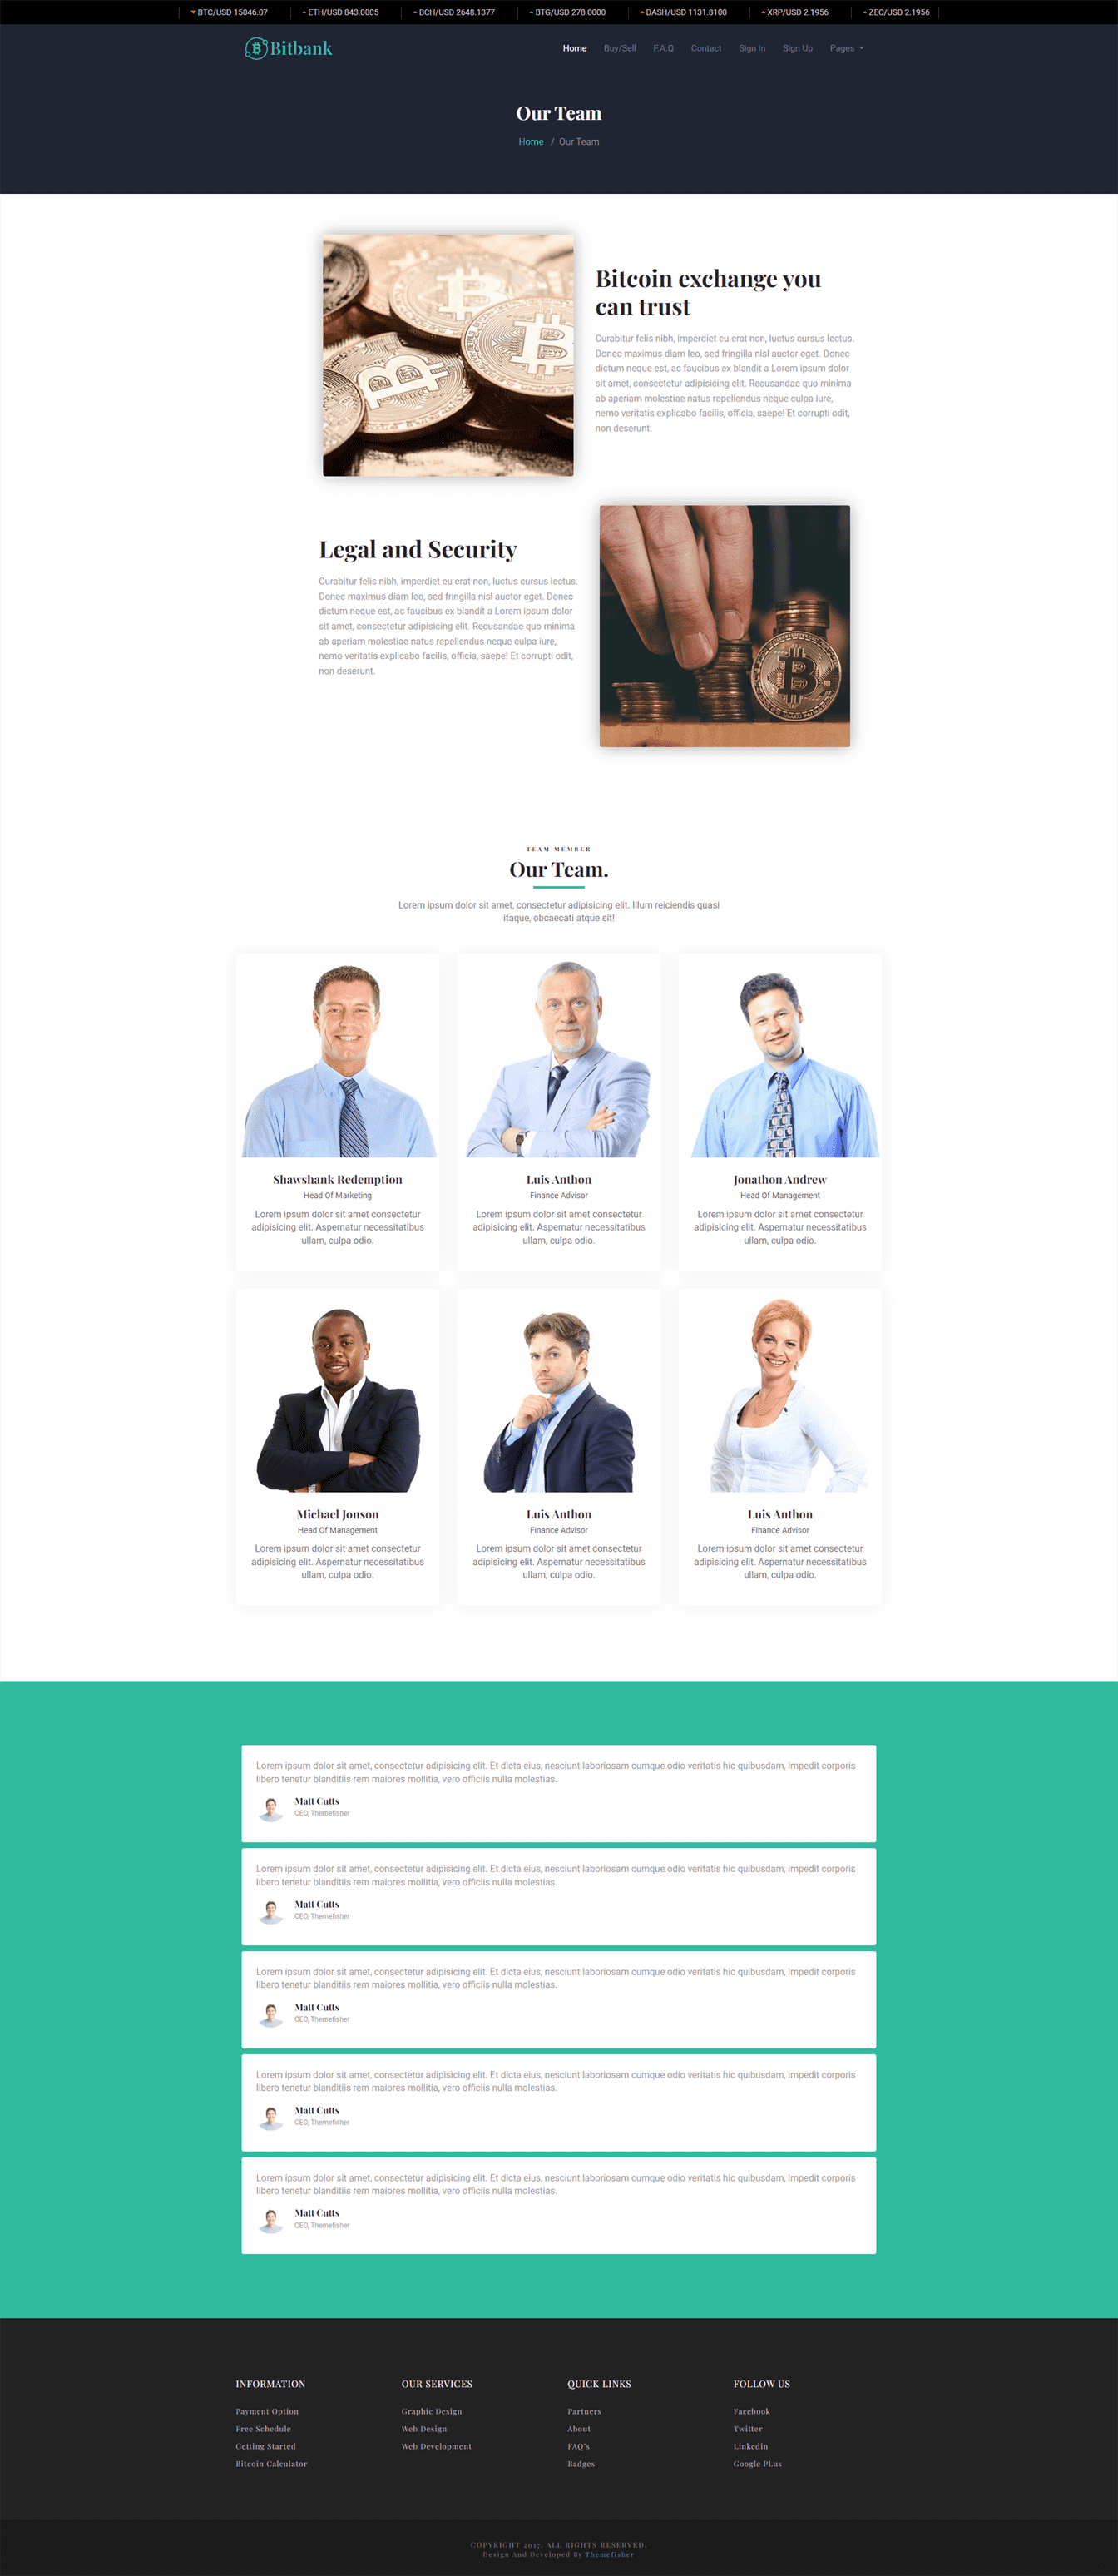 BTC/USD 15046.07 ETH/USD 843.0005 BCH/USD 2648.1377 BTG/USD 278.0000 DASH/USD 1131.8100 XRP/USD 2.1956 ZEC/USD 2.1956
Bitbank Home Buy/Sell F.A.Q Contact Sign In Sign Up Pages
Our Team
Home / Our Team
Bitcoin exchange you
can trust
Curabitur felis nibh, imperdiet eu erat non, luctus cursus lectus.
Donec maximus diam leo, sed fringilla nisl auctor eget. Donec
dictum neque est, ac faucibus ex blandit a Lorem ipsum dolor
sit amet, consectetur adipisicing elit. Recusandae quo minima
ab aperiam molestiae natus repellendus neque culpa iure,
nemo veritatis explicabo facilis, officia, saepe! Et corrupti odit,
non deserunt.
Legal and Security
Curabitur felis nibh, imperdiet eu erat non, luctus cursus lectus.
Donec maximus diam leo, sed fringilla nisl auctor eget. Donec
dictum neque est, ac faucibus ex blandit a Lorem ipsum dolor
sit amet, consectetur adipisicing elit. Recusandae quo minima
ab aperiam molestiae natus repellendus neque culpa iure,
nemo veritatis explicabo facilis, officia, saepe! Et corrupti odit,
non deserunt.
TEAM MEMBER
Our Team.
Lorem ipsum dolor sit amet, consectetur adipisicing elit. Illum reiciendis quasi
itaque, obcaecati atque sit!
Shawshank Redemption
Head Of Marketing
Lorem ipsum dolor sit amet consectetur
adipisicing elit. Aspernatur necessitatibus
ullam, culpa odio.
Luis Anthon
Finance Advisor
Lorem ipsum dolor sit amet consectetur
adipisicing elit. Aspernatur necessitatibus
ullam, culpa odio.
Jonathon Andrew
Head Of Management
Lorem ipsum dolor sit amet consectetur
adipisicing elit. Aspernatur necessitatibus
ullam, culpa odio.
Michael Jonson
Head Of Management
Lorem ipsum dolor sit amet consectetur
adipisicing elit. Aspernatur necessitatibus
ullam, culpa odio.
Luis Anthon
Finance Advisor
Lorem ipsum dolor sit amet consectetur
adipisicing elit. Aspernatur necessitatibus
ullam, culpa odio.
Luis Anthon
Finance Advisor
Lorem ipsum dolor sit amet consectetur
adipisicing elit. Aspernatur necessitatibus
ullam, culpa odio.
Lorem ipsum dolor sit amet, consectetur adipisicing elit. Et dicta eius, nesciunt laboriosam cumque odio veritatis hic quibusdam, impedit corporis
libero tenetur blanditiis rem maiores mollitia, vero officiis nulla molestias.
Matt Cutts
CEO, Themefisher
Lorem ipsum dolor sit amet, consectetur adipisicing elit. Et dicta eius, nesciunt laboriosam cumque odio veritatis hic quibusdam, impedit corporis
libero tenetur blanditiis rem maiores mollitia, vero officiis nulla molestias.
Matt Cutts
CEO, Themefisher
Lorem ipsum dolor sit amet, consectetur adipisicing elit. Et dicta eius, nesciunt laboriosam cumque odio veritatis hic quibusdam, impedit corporis
libero tenetur blanditiis rem maiores mollitia, vero officiis nulla molestias.
Matt Cutts
CEO, Themefisher
Lorem ipsum dolor sit amet, consectetur adipisicing elit. Et dicta eius, nesciunt laboriosam cumque odio veritatis hic quibusdam, impedit corporis
libero tenetur blanditiis rem maiores mollitia, vero officiis nulla molestias.
Matt Cutts
CEO, Themefisher
Lorem ipsum dolor sit amet, consectetur adipisicing elit. Et dicta eius, nesciunt laboriosam cumque odio veritatis hic quibusdam, impedit corporis
libero tenetur blanditiis rem maiores mollitia, vero officiis nulla molestias.
Matt Cutts
CEO, Themefisher
INFORMATION
Payment Option
Free Schedule
Getting Started
Bitcoin Calculator
OUR SERVICES
Graphic Design
Web Design
Web Development
QUICK LINKS
Partners
About
FAQ's
Badges
FOLLOW US
Facebook
Twitter
Linkedin
Google PLus
COPYRIGHT 2017. ALL RIGHTS RESERVED.
Design And Developed By Themefisher